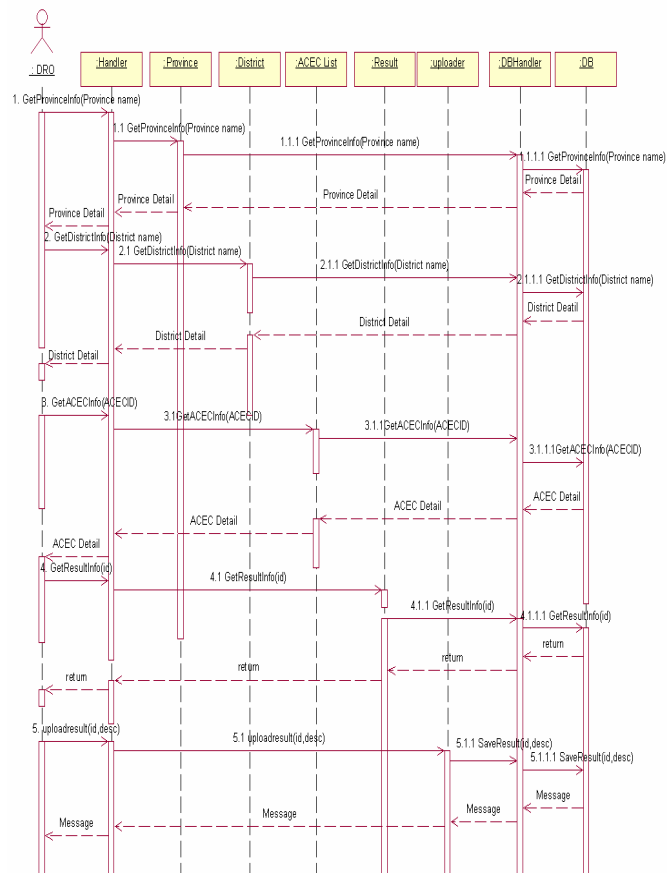 : DRO
:Handler
:Province
:District
:ACEC List
:Result
:uploader
:DBHandler
:DB
1. GetProvinceInfo(Province name)
1.1 GetProvinceInfo(Province name)
1.1.1 GetProvinceInfo(Province name)
1.1.1.1 GetProvinceInfo(Province name)
Province Detail
Province Detail
Province Detail
Province Detail
2. GetDistrictInfo(District name)
2.1 GetDistrictInfo(District name)
2.1.1 GetDistrictInfo(District name)
2.1.1.1 GetDistrictInfo(District name)
District Deatil
District Detail
District Detail
District Detail
3. GetACECInfo(ACECID)
3.1GetACECInfo(ACECID)
3.1.1GetACECInfo(ACECID)
3.1.1.1GetACECInfo(ACECID)
ACEC Detail
ACEC Detail
ACEC Detail
ACEC Detail
4. GetResultInfo(id)
4.1 GetResultInfo(id)
4.1.1 GetResultInfo(id)
4.1.1.1 GetResultInfo(id)
return
return
return
return
5. uploadresult(id,desc)
5.1 uploadresult(id,desc)
5.1.1 SaveResult(id,desc)
5.1.1.1 SaveResult(id,desc)
Message
Message
Message
Message